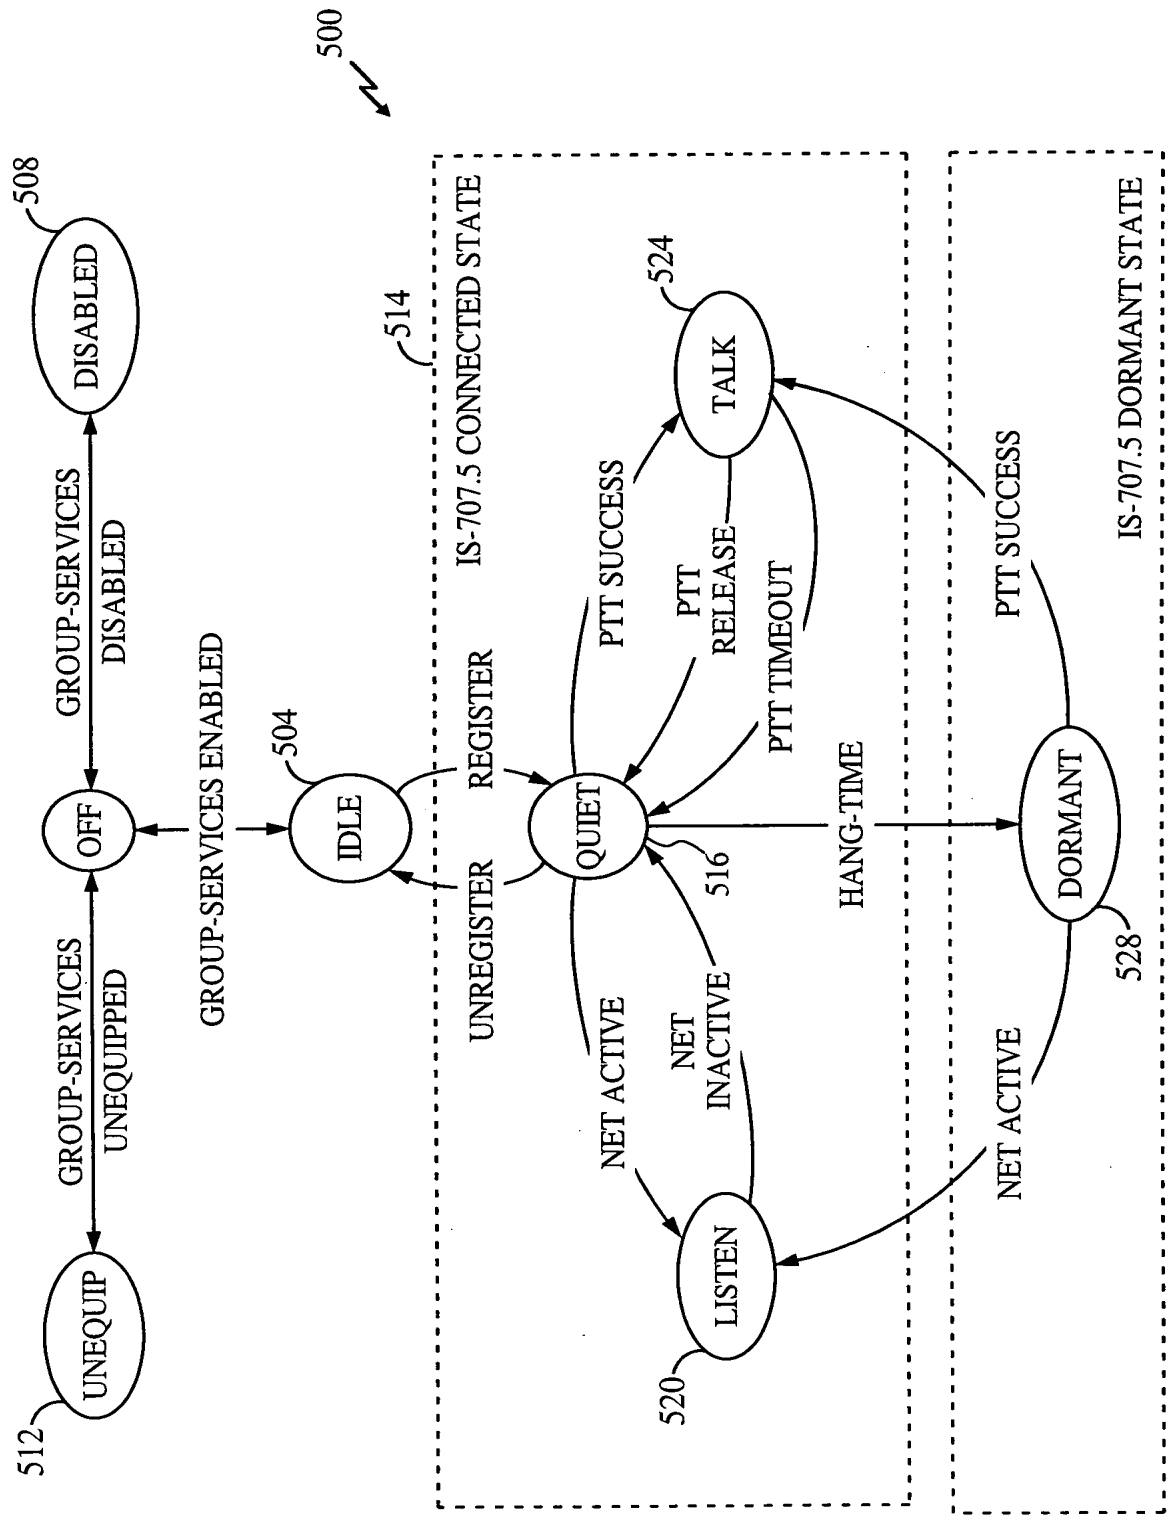 500
512
UNEQUIP
GROUP-SERVICES
UNEQUIPPED
OFF
GROUP-SERVICES
DISABLED
DISABLED
508
GROUP-SERVICES ENABLED
504
IDLE
514
UNREGISTER
REGISTER
IS-707.5 CONNECTED STATE
QUIET
516
NET ACTIVE
PTT SUCCESS
NET
INACTIVE
PTT
RELEASE
520
LISTEN
TALK
524
PTT TIMEOUT
HANG-TIME
NET ACTIVE
PTT SUCCESS
DORMANT
528
IS-707.5 DORMANT STATE